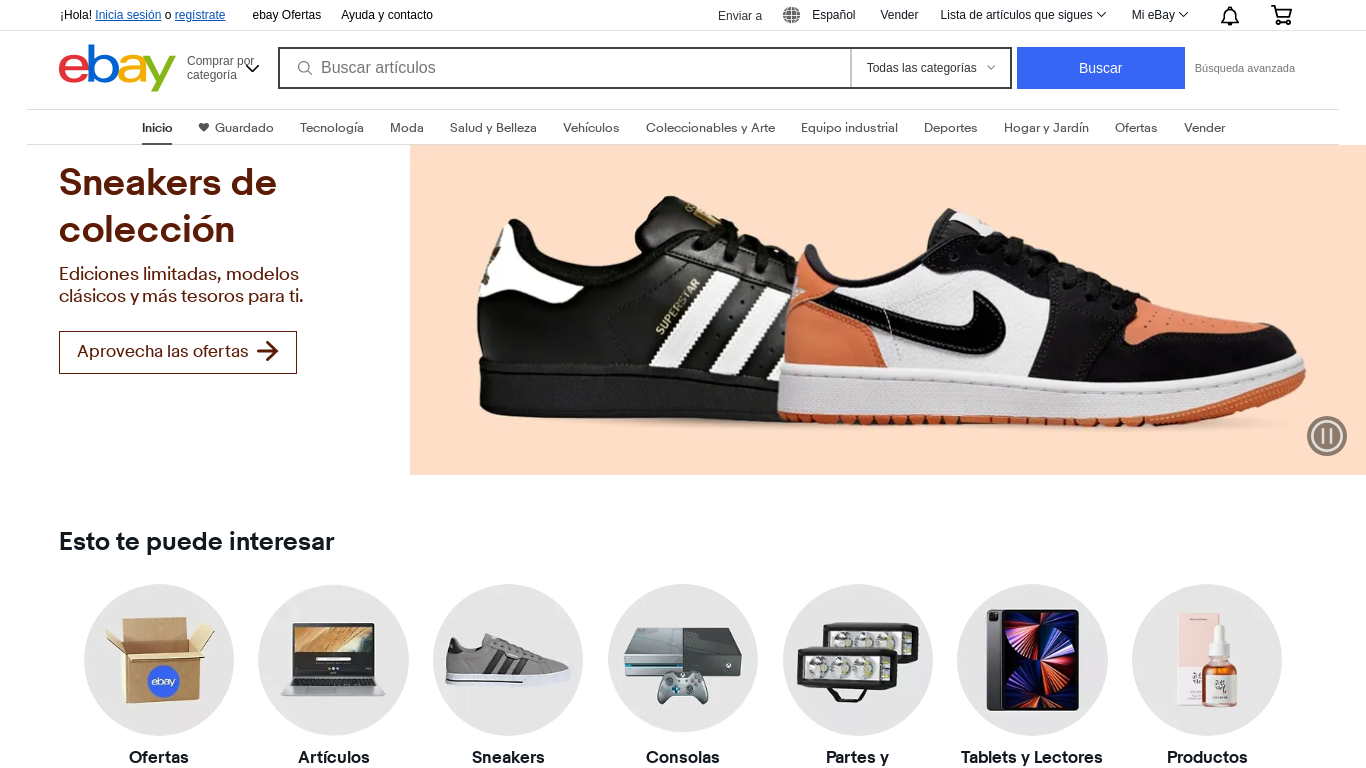 ¡Hola! Inicia sesión o regístrate ebay Ofertas Ayuda y contacto Enviar a Español Vender Lista de artículos que sigues Mi eBay
ebay
Comprar por
categoría
Buscar artículos
Todas las categorías
Buscar
Búsqueda avanzada
Inicio Guardado Tecnología Moda Salud y Belleza Vehículos Coleccionables y Arte Equipo industrial Deportes Hogar y Jardín Ofertas Vender
Sneakers de
colección
Ediciones limitadas, modelos
clásicos y más tesoros para ti.
Aprovecha las ofertas
SUPERSTAR
Esto te puede interesar
ebay
Ofertas Artículos Sneakers Consolas Partes y Tablets y Lectores Productos